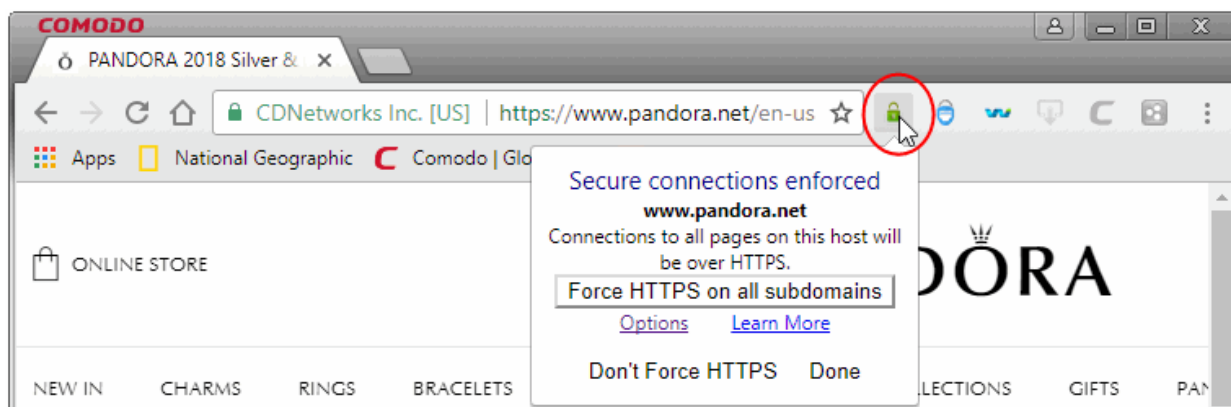 COMODO
PANDORA 2018 Silver &
CDNetworks Inc. [US] | https://www.pandora.net/en-us
Apps National Geographic Comodo | Glo
Secure connections enforced
www.pandora.net
Connections to all pages on this host will
be over HTTPS.
Force HTTPS on all subdomains
Options Learn More
Don't Force HTTPS Done
ONLINE STORE
DÖRA
NEW IN CHARMS RINGS BRACELETS LLECTIONS GIFTS PAN